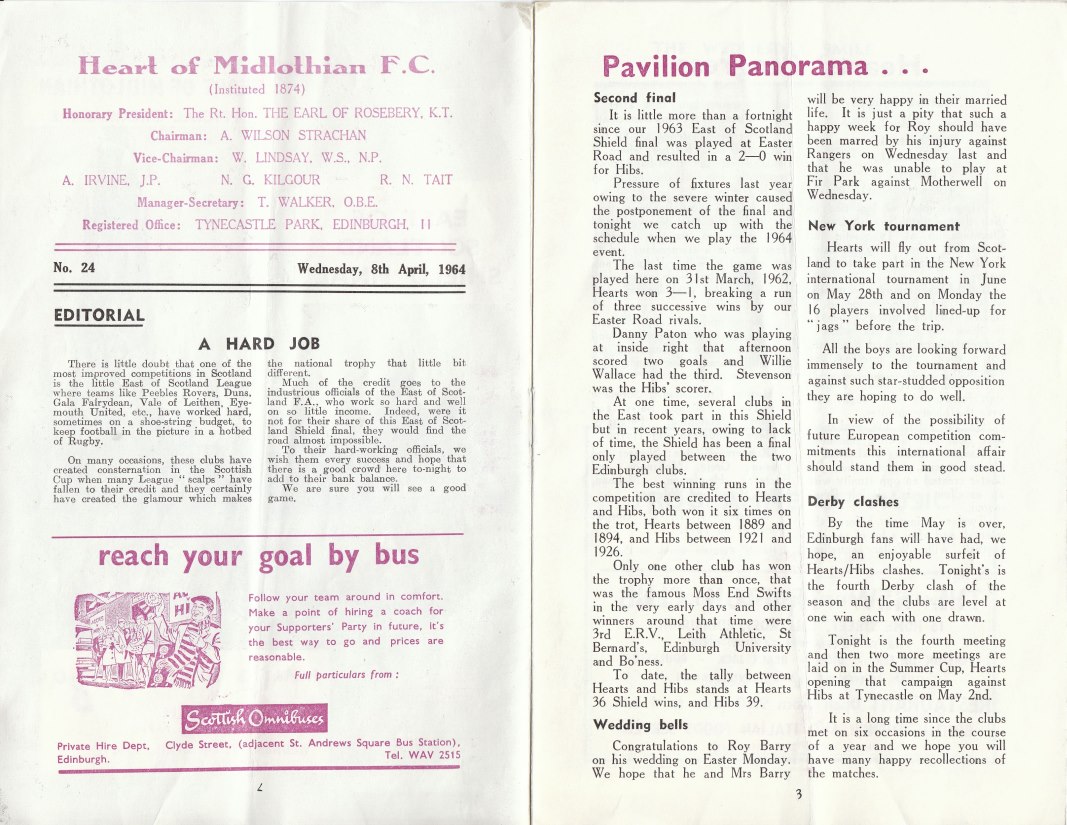 Heart of Midlothian F.C.
(Instituted 1874)
Honorary President: The Rt. Hon. THE EARL OF ROSEBERY, K.T.
Chairman: A. WILSON STRACHAN
Vice-Chairman: W. LINDSAY, W.S., N.P.
A. IRVINE, J.P. N. G. KILGOUR R. N. TAIT
Manager-Secretary: T. WALKER, O.B.E.
Registered Office: TYNECASTLE PARK, EDINBURGH, 11
No. 24 Wednesday, 8th April, 1964
EDITORIAL
A HARD JOB
There is little doubt that one of the
most improved competitions in Scotland
is the little East of Scotland League
where teams like Peebles Rovers, Duns,
Gala Fairydean, Vale of Leithen, Eye-
mouth United, etc., have worked hard,
sometimes on a shoe-string budget, to
keep football in the picture in a hotbed
of Rugby.
On many occasions, these clubs have
created consternation in the Scottish
Cup when many League " scalps " have
fallen to their credit and they certainly
have created the glamour which makes
the national trophy that little bit
different.
Much of the credit goes to the
industrious officials of the East of Scot-
land F.A., who work so hard and well
on so little income. Indeed, were it
not for their share of this East of Scot-
land Shield final, they would find the
road almost impossible.
To their hard-working officials, we
wish them every success and hope that
there is a good crowd here to-night to
add to their bank balance.
We are sure you will see a good
game.
reach your goal by bus
HI
Follow your team around in comfort.
Make a point of hiring a coach for
your Supporters' Party in future, it's
the best way to go and prices are
reasonable.
Full particulars from :
Scottish Omnibuses
Private Hire Dept, Clyde Street, (adjacent St. Andrews Square Bus Station),
Edinburgh. Tel. WAV 2515
2
Pavilion Panorama . . .
Second final
It is little more than a fortnight
since our 1963 East of Scotland
Shield final was played at Easter
Road and resulted in a 2—0 win
for Hibs.
Pressure of fixtures last year
owing to the severe winter caused
the postponement of the final and
tonight we catch up with the
schedule when we play the 1964
event.
The last time the game was
played here on 31st March, 1962,
Hearts won 3—1, breaking a run
of three successive wins by our
Easter Road rivals.
Danny Paton who was playing
at inside right that afternoon
scored two goals and Willie
Wallace had the third. Stevenson
was the Hibs' scorer.
At one time, several clubs in
the East took part in this Shield
but in recent years, owing to lack
of time, the Shield has been a final
only played between the two
Edinburgh clubs.
The best winning runs in the
competition are credited to Hearts
and Hibs, both won it six times on
the trot, Hearts between 1889 and
1894, and Hibs between 1921 and
1926.
Only one other club has won
the trophy more than once, that
was the famous Moss End Swifts
in the very early days and other
winners around that time were
3rd E.R.V., Leith Athletic, St
Bernard's, Edinburgh University
and Bo'ness.
To date, the tally between
Hearts and Hibs stands at Hearts
36 Shield wins, and Hibs 39.
Wedding bells
Congratulations to Roy Barry
on his wedding on Easter Monday.
We hope that he and Mrs Barry
will be very happy in their married
life. It is just a pity that such a
happy week for Roy should have
been marred by his injury against
Rangers on Wednesday last and
that he was unable to play at
Fir Park against Motherwell on
Wednesday.
New York tournament
Hearts will fly out from Scot-
land to take part in the New York
international tournament in June
on May 28th and on Monday the
16 players involved lined-up for
" jags " before the trip.
All the boys are looking forward
immensely to the tournament and
against such star-studded opposition
they are hoping to do well.
In view of the possibility of
future European competition com-
mitments this international affair
should stand them in good stead.
Derby clashes
By the time May is over,
Edinburgh fans will have had, we
hope, an enjoyable surfeit of
Hearts/Hibs clashes. Tonight's is
the fourth Derby clash of the
season and the clubs are level at
one win each with one drawn.
Tonight is the fourth meeting
and then two more meetings are
laid on in the Summer Cup, Hearts
opening that campaign against
Hibs at Tynecastle on May 2nd.
It is a long time since the clubs
met on six occasions in the course
of a year and we hope you will
have many happy recollections of
the matches.
3